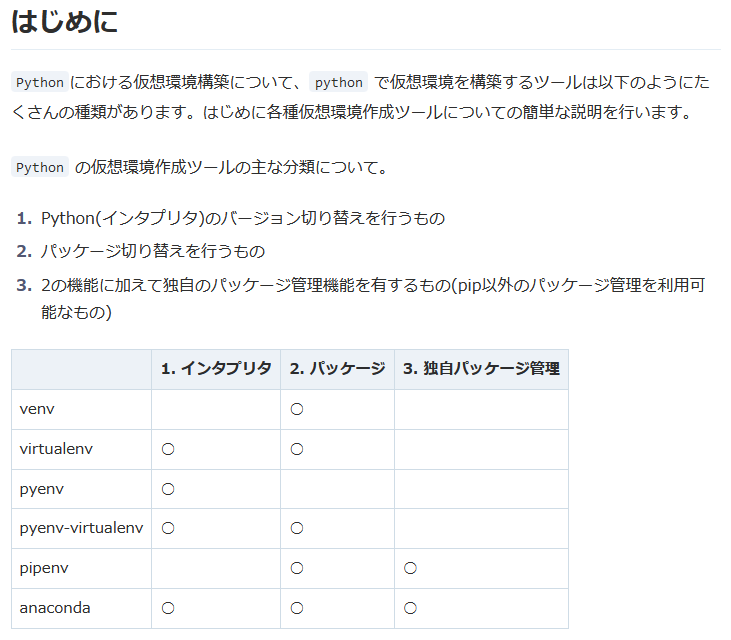 はじめに
Pythonにおける仮想環境構築について、 python で仮想環境を構築するツールは以下のようにた
くさんの種類があります。はじめに各種仮想環境作成ツールについての簡単な説明を行います。
Python の仮想環境作成ツールの主な分類について。
1. Python(インタプリタ)のバージョン切り替えを行うもの
2. パッケージ切り替えを行うもの
3. 2の機能に加えて独自のパッケージ管理機能を有するもの(pip以外のパッケージ管理を利用可
能なもの)
1. インタプリタ 2. パッケージ 3. 独自パッケージ管理
venv ○
virtualenv ○ ○
pyenv ○
pyenv-virtualenv ○ ○
pipenv ○ ○
anaconda ○ ○ ○